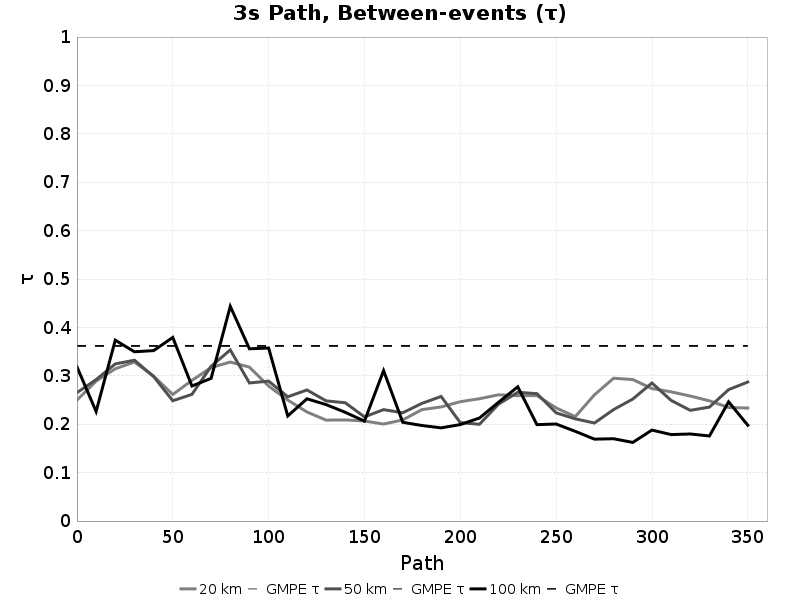 3s Path, Between-events (τ)
1
0.9
0.8
0.7
0.6
0.5
0.4
0.3
0.2
0.1
0
τ
0 50 100 150 200 250 300 350
Path
20 km GMPE τ 50 km GMPE τ 100 km GMPE τ